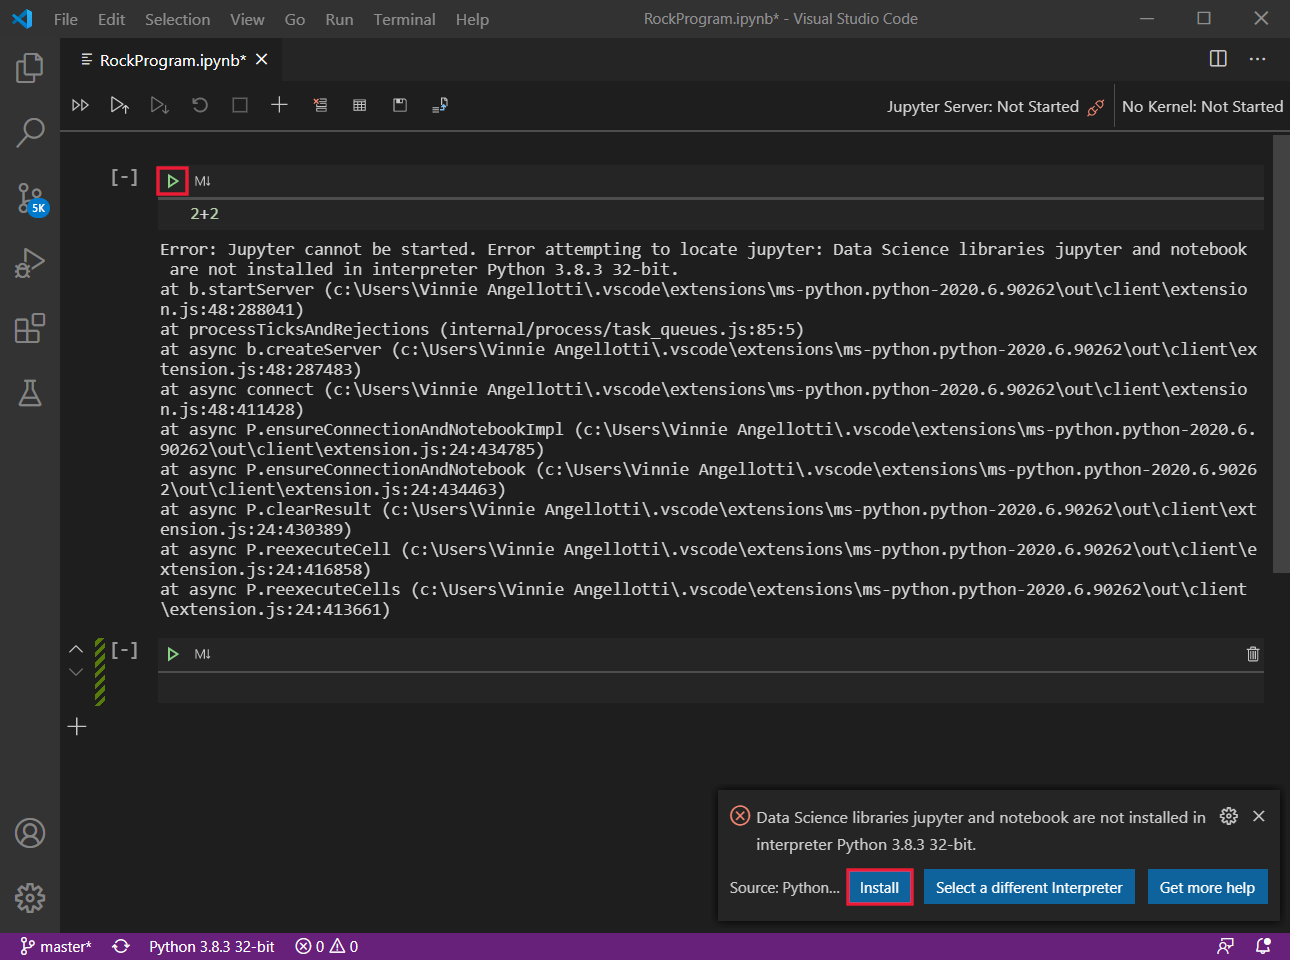 File Edit Selection View Go Run Terminal Help RockProgram.ipynb* - Visual Studio Code
RockProgram.ipynb*
Jupyter Server: Not Started No Kernel: Not Started
[-] M↓
5K
2+2
Error: Jupyter cannot be started. Error attempting to locate jupyter: Data Science libraries jupyter and notebook
are not installed in interpreter Python 3.8.3 32-bit.
at b.startServer (c:\Users\Vinnie Angellotti\.vscode\extensions\ms-python.python-2020.6.90262\out\client\extensio
n.js:48:288041)
at processTicksAndRejections (internal/process/task_queues.js:85:5)
at async b.createServer (c:\Users\Vinnie Angellotti\.vscode\extensions\ms-python.python-2020.6.90262\out\client\ex
tension.js:48:287483)
at async connect (c:\Users\Vinnie Angellotti\.vscode\extensions\ms-python.python-2020.6.90262\out\client\extensio
n.js:48:411428)
at async P.ensureConnectionAndNotebookImpl (c:\Users\Vinnie Angellotti\.vscode\extensions\ms-python.python-2020.6.
90262\out\client\extension.js:24:434785)
at async P.ensureConnectionAndNotebook (c:\Users\Vinnie Angellotti\.vscode\extensions\ms-python.python-2020.6.9026
2\out\client\extension.js:24:434463)
at async P.clearResult (c:\Users\Vinnie Angellotti\.vscode\extensions\ms-python.python-2020.6.90262\out\client\ext
ension.js:24:430389)
at async P.reexecuteCell (c:\Users\Vinnie Angellotti\.vscode\extensions\ms-python.python-2020.6.90262\out\client\e
xtension.js:24:416858)
at async P.reexecuteCells (c:\Users\Vinnie Angellotti\.vscode\extensions\ms-python.python-2020.6.90262\out\client
\extension.js:24:413661)
[-] M↓
Data Science libraries jupyter and notebook are not installed in
interpreter Python 3.8.3 32-bit.
Source: Python... Install Select a different Interpreter Get more help
master* Python 3.8.3 32-bit 0 0